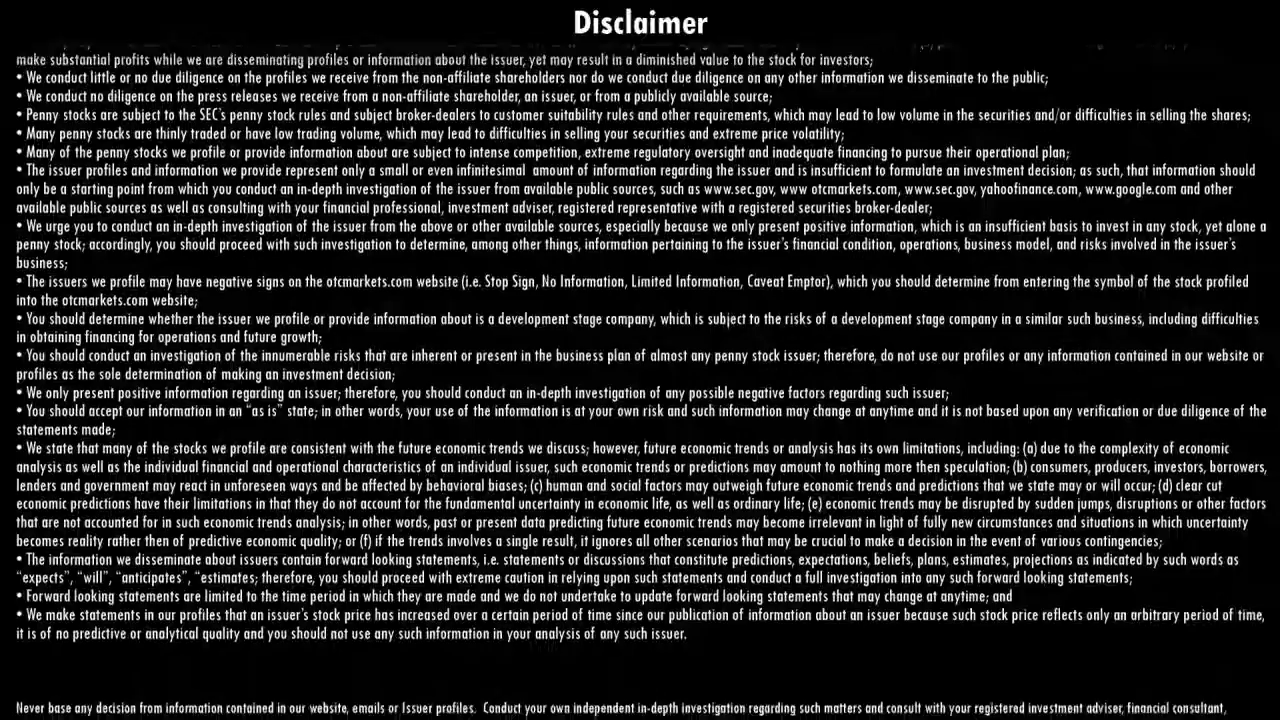 Disclaimer
make substantial profits while we are disseminating profiles or information about the issuer, yet may result in a diminished value to the stock for investors;
• We conduct little or no due diligence on the profiles we receive from the non-affiliate shareholders nor do we conduct due diligence on any other information we disseminate to the public;
• We conduct no diligence on the press releases we receive from a non-affiliate shareholder, an issuer, or from a publicly available source;
• Penny stocks are subject to the SEC's penny stock rules and subject broker-dealers to customer suitability rules and other requirements, which may lead to low volume in the securities and/or difficulties in selling the shares;
• Many penny stocks are thinly traded or have low trading volume, which may lead to difficulties in selling your securities and extreme price volatility;
• Many of the penny stocks we profile or provide information about are subject to intense competition, extreme regulatory oversight and inadequate financing to pursue their operational plan;
• The issuer profiles and information we provide represent only a small or even infinitesimal amount of information regarding the issuer and is insufficient to formulate an investment decision; as such, that information should
only be a starting point from which you conduct an in-depth investigation of the issuer from available public sources, such as www.sec.gov, www otcmarkets.com, www.sec.gov, yahoofinance.com, www.google.com and other
available public sources as well as consulting with your financial professional, investment adviser, registered representative with a registered securities broker-dealer;
• We urge you to conduct an in-depth investigation of the issuer from the above or other available sources, especially because we only present positive information, which is an insufficient basis to invest in any stock, yet alone a
penny stock; accordingly, you should proceed with such investigation to determine, among other things, information pertaining to the issuer's financial condition, operations, business model, and risks involved in the issuer's
business;
• The issuers we profile may have negative signs on the otcmarkets.com website (i.e. Stop Sign, No Information, Limited Information, Caveat Emptor), which you should determine from entering the symbol of the stock profiled
into the otcmarkets.com website;
• You should determine whether the issuer we profile or provide information about is a development stage company, which is subject to the risks of a development stage company in a similar such business, including difficulties
in obtaining financing for operations and future growth;
• You should conduct an investigation of the innumerable risks that are inherent or present in the business plan of almost any penny stock issuer; therefore, do not use our profiles or any information contained in our website or
profiles as the sole determination of making an investment decision;
• We only present positive information regarding an issuer; therefore, you should conduct an in-depth investigation of any possible negative factors regarding such issuer;
• You should accept our information in an "as is" state; in other words, your use of the information is at your own risk and such information may change at anytime and it is not based upon any verification or due diligence of the
statements made;
• We state that many of the stocks we profile are consistent with the future economic trends we discuss; however, future economic trends or analysis has its own limitations, including: (a) due to the complexity of economic
analysis as well as the individual financial and operational characteristics of an individual issuer, such economic trends or predictions may amount to nothing more then speculation; (b) consumers, producers, investors, borrowers,
lenders and government may react in unforeseen ways and be affected by behavioral biases; (c) human and social factors may outweigh future economic trends and predictions that we state may or will occur; (d) clear cut
economic predictions have their limitations in that they do not account for the fundamental uncertainty in economic life, as well as ordinary life; (e) economic trends may be disrupted by sudden jumps, disruptions or other factors
that are not accounted for in such economic trends analysis; in other words, past or present data predicting future economic trends may become irrelevant in light of fully new circumstances and situations in which uncertainty
becomes reality rather then of predictive economic quality; or (f) if the trends involves a single result, it ignores all other scenarios that may be crucial to make a decision in the event of various contingencies;
• The information we disseminate about issuers contain forward looking statements, i.e. statements or discussions that constitute predictions, expectations, beliefs, plans, estimates, projections as indicated by such words as
"expects", "will", "anticipates", "estimates; therefore, you should proceed with extreme caution in relying upon such statements and conduct a full investigation into any such forward looking statements;
• Forward looking statements are limited to the time period in which they are made and we do not undertake to update forward looking statements that may change at anytime; and
• We make statements in our profiles that an issuer's stock price has increased over a certain period of time since our publication of information about an issuer because such stock price reflects only an arbitrary period of time,
it is of no predictive or analytical quality and you should not use any such information in your analysis of any such issuer.
Never base any decision from information contained in our website, emails or Issuer profiles. Conduct your own independent in-depth investigation regarding such matters and consult with your registered investment adviser, financial consultant,